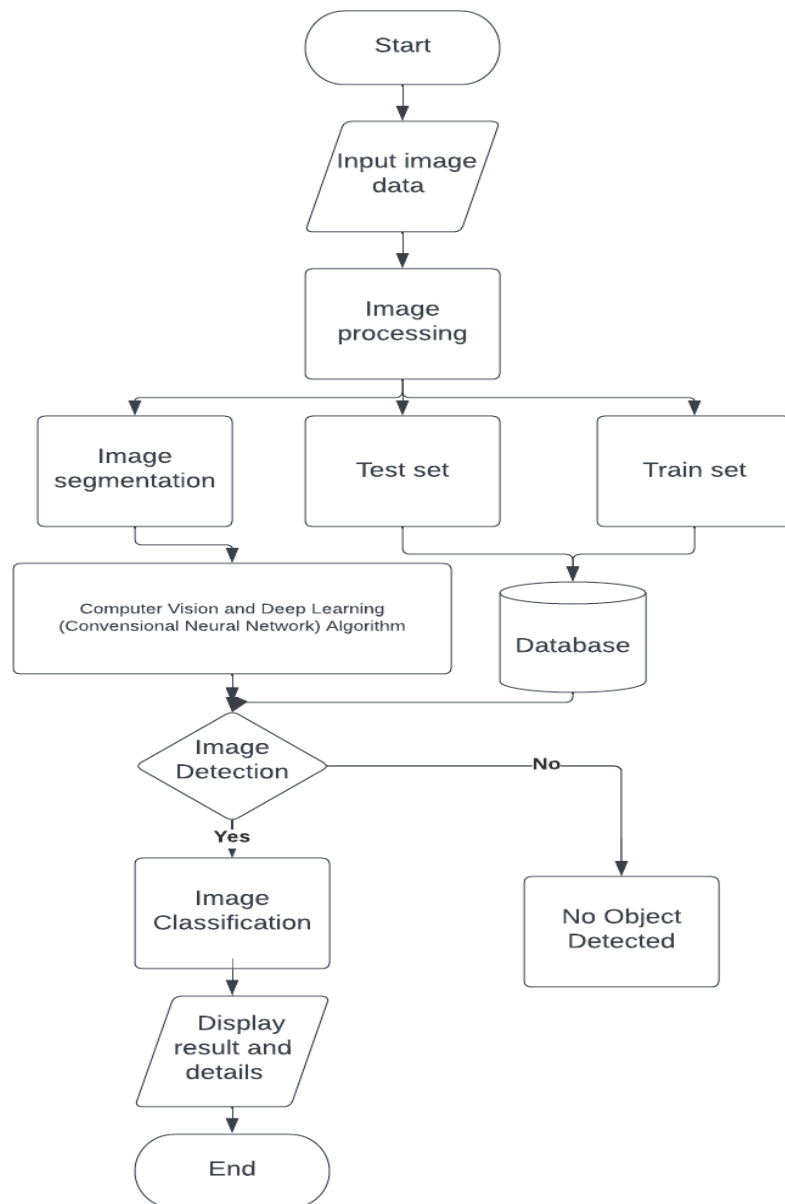 Start
Input image
data
Image
processing
Image
segmentation
Test set
Train set
Computer Vision and Deep Learning
(Convensional Neural Network) Algorithm
Database
Image
Detection
No
Yes
Image
Classification
No Object
Detected
Display
result and
details
End